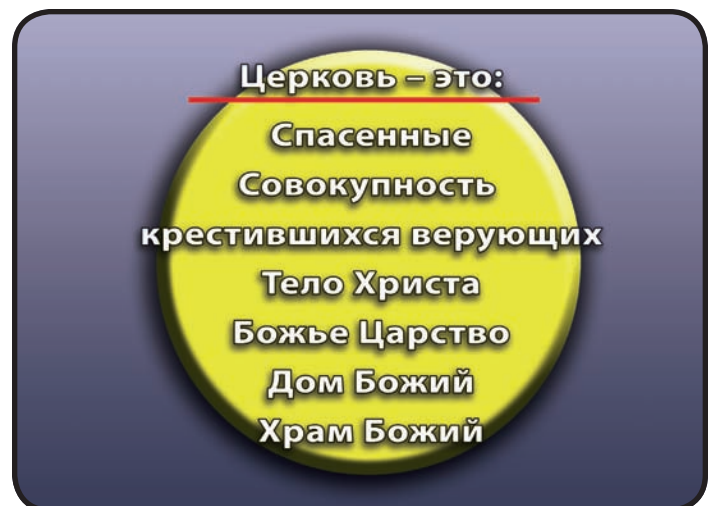 Церковь – это:
Спасенные
Совокупность
крестившихся верующих
Тело Христа
Божье Царство
Дом Божий
Храм Божий